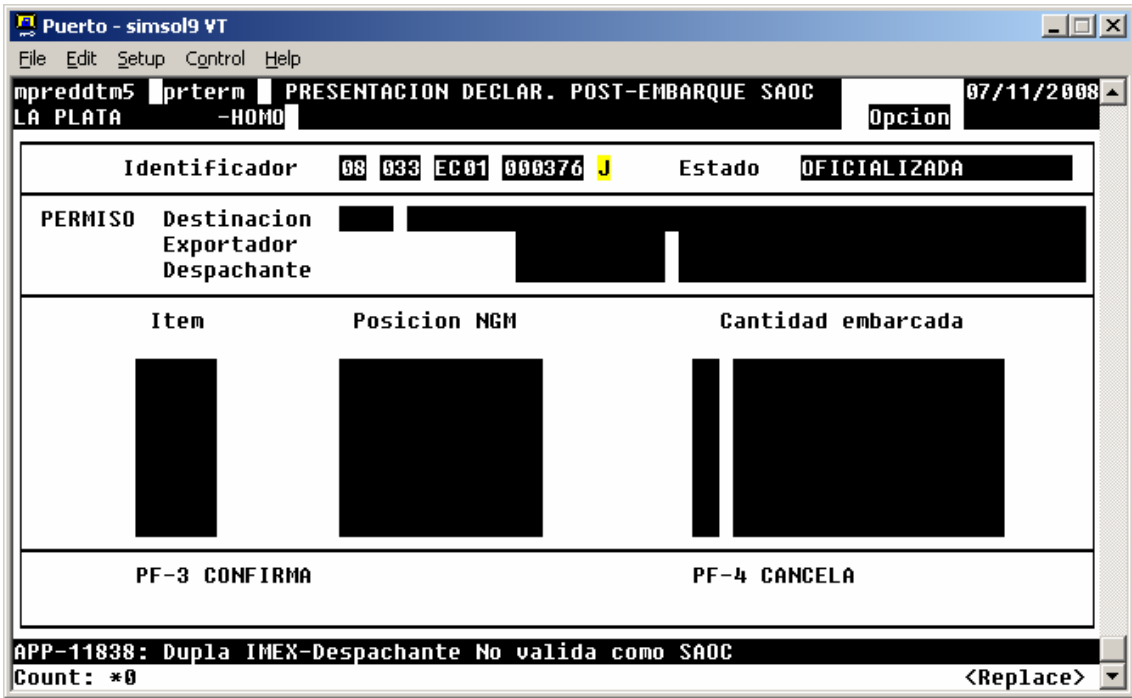 Puerto - simsol9 VT
File Edit Setup Control Help
mpreddtm5 prterm PRESENTACION DECLAR. POST-EMBARQUE SAOC 07/11/2008
LA PLATA -HOMO Opcion
Identificador 08 033 EC01 000376 J Estado OFICIALIZADA
PERMISO Destinacion
Exportador
Despachante
Item Posicion NGM Cantidad embarcada
PF-3 CONFIRMA PF-4 CANCELA
APP-11838: Dupla IMEX-Despachante No valida como SAOC
Count: *0 <Replace>